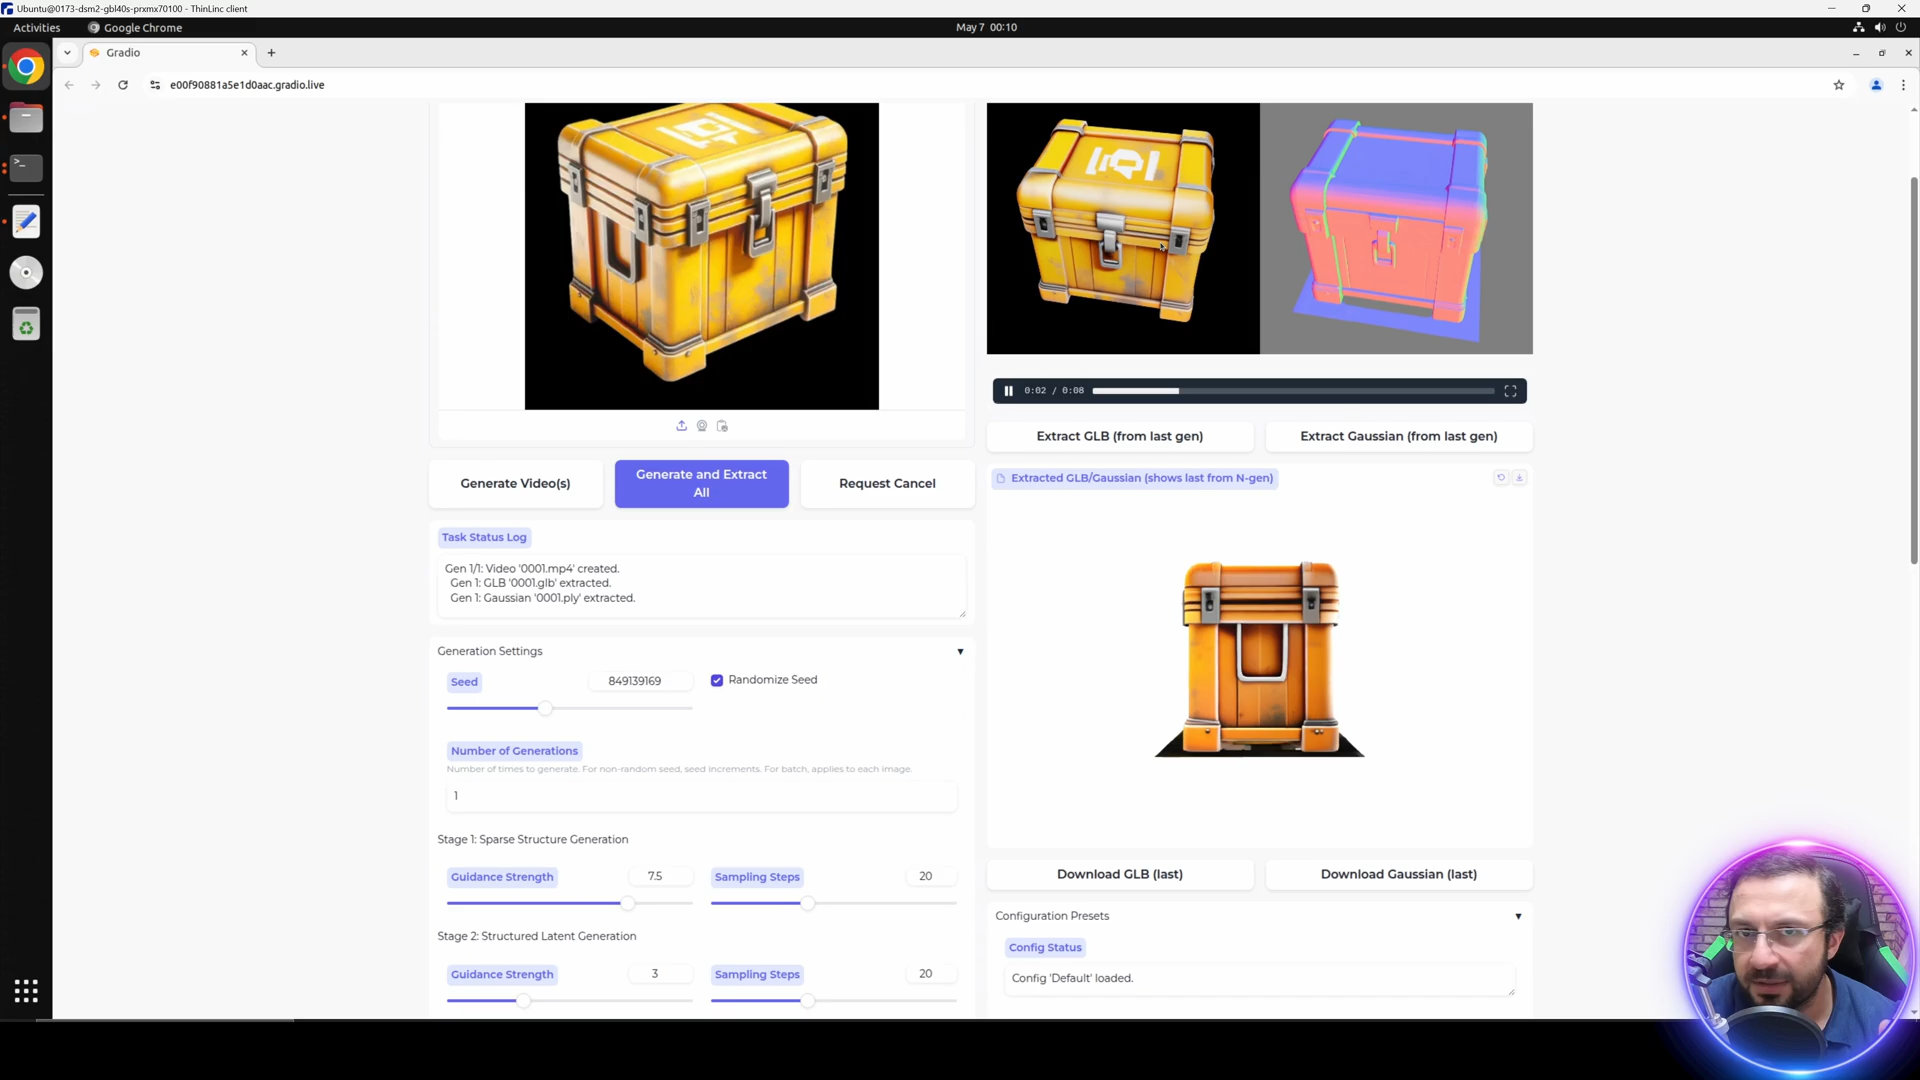 Ubuntu@0173-dsm2-gbl40s-prxmx70100 - ThinLinc client
Activities
Google Chrome
May 7 00:10
Gradio
e00f90881a5e1d0aac.gradio.live
0:02 / 0:08
Extract GLB (from last gen)
Extract Gaussian (from last gen)
Generate Video(s)
Generate and Extract
All
Request Cancel
Extracted GLB/Gaussian (shows last from N-gen)
Task Status Log
Gen 1/1: Video '0001.mp4' created.
Gen 1: GLB '0001.glb' extracted.
Gen 1: Gaussian '0001.ply' extracted.
Generation Settings
Seed
849139169
Randomize Seed
Number of Generations
Number of times to generate. For non-random seed, seed increments. For batch, applies to each image.
1
Stage 1: Sparse Structure Generation
Guidance Strength
7.5
Sampling Steps
20
Stage 2: Structured Latent Generation
Guidance Strength
3
Sampling Steps
20
Download GLB (last)
Download Gaussian (last)
Configuration Presets
Config Status
Config 'Default' loaded.